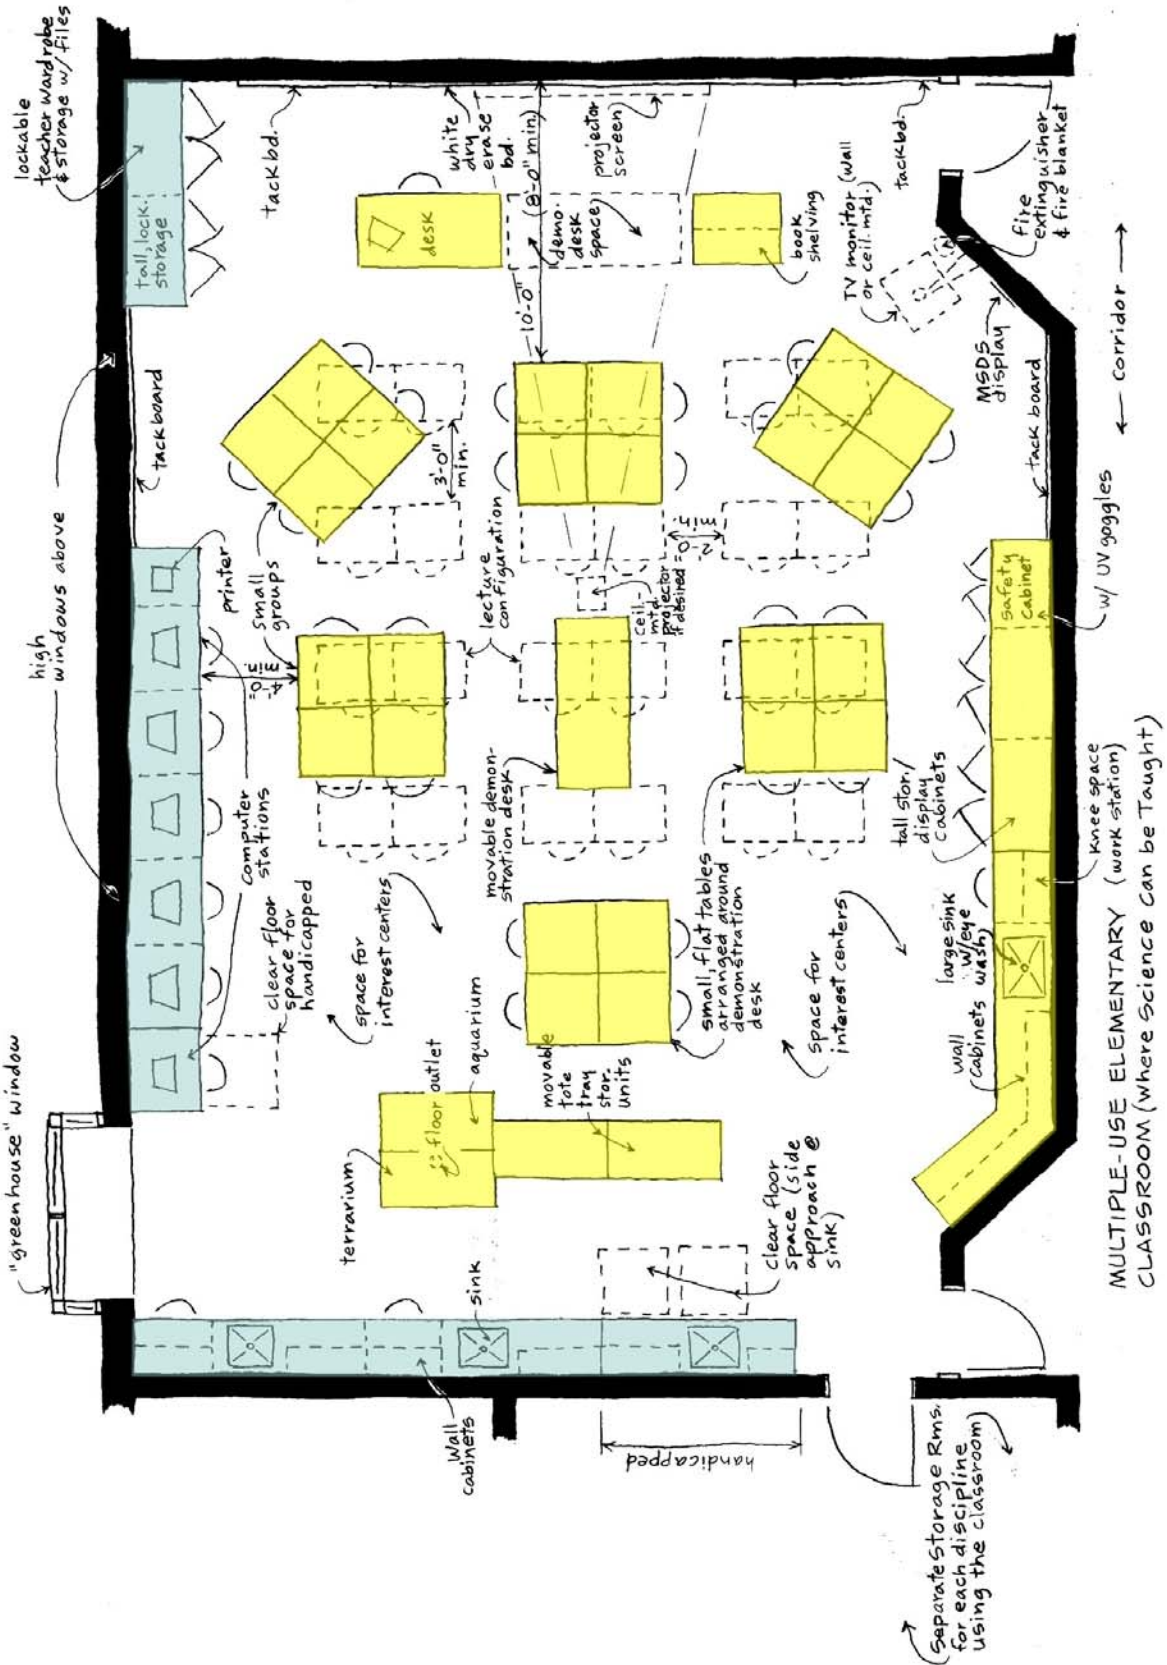 lockable
teacher wardrobe
& storage w/ files
tall, lock.
storage
high
windows above
"greenhouse" window
tackbd.
white
dry
erase
bd.
(8'-0" min.)
projector
screen
tackbd.
desk
(demo.
desk
space)
book
shelving
TV monitor (wall
or ceil. mtd.)
fire
extinguisher
& fire blanket
10'-0"
MSDS
display
← corridor →
tackboard
3'-0"
min.
tack board
printer
small
groups
lecture
configuration
2'-0"
min.
ceil.
mtd.
projector
if desired
safety
cabinet
w/ UV goggles
4'-0"
min.
computer
stations
clear floor
space for
handicapped
movable demon-
stration desk
tall stor./
display
cabinets
knee space
(work station)
space for
interest centers
small, flat tables
arranged around
demonstration
desk
space for
interest centers
large sink
w/eye
wash
wall
cabinets
aquarium
floor outlet
terrarium
movable
tote
tray
stor.
units
clear floor
space (side
approach @
sink)
sink
wall
cabinets
handicapped
(Separate Storage Rms.
for each discipline
using the classroom)
MULTIPLE-USE ELEMENTARY
CLASSROOM (where Science can be Taught)